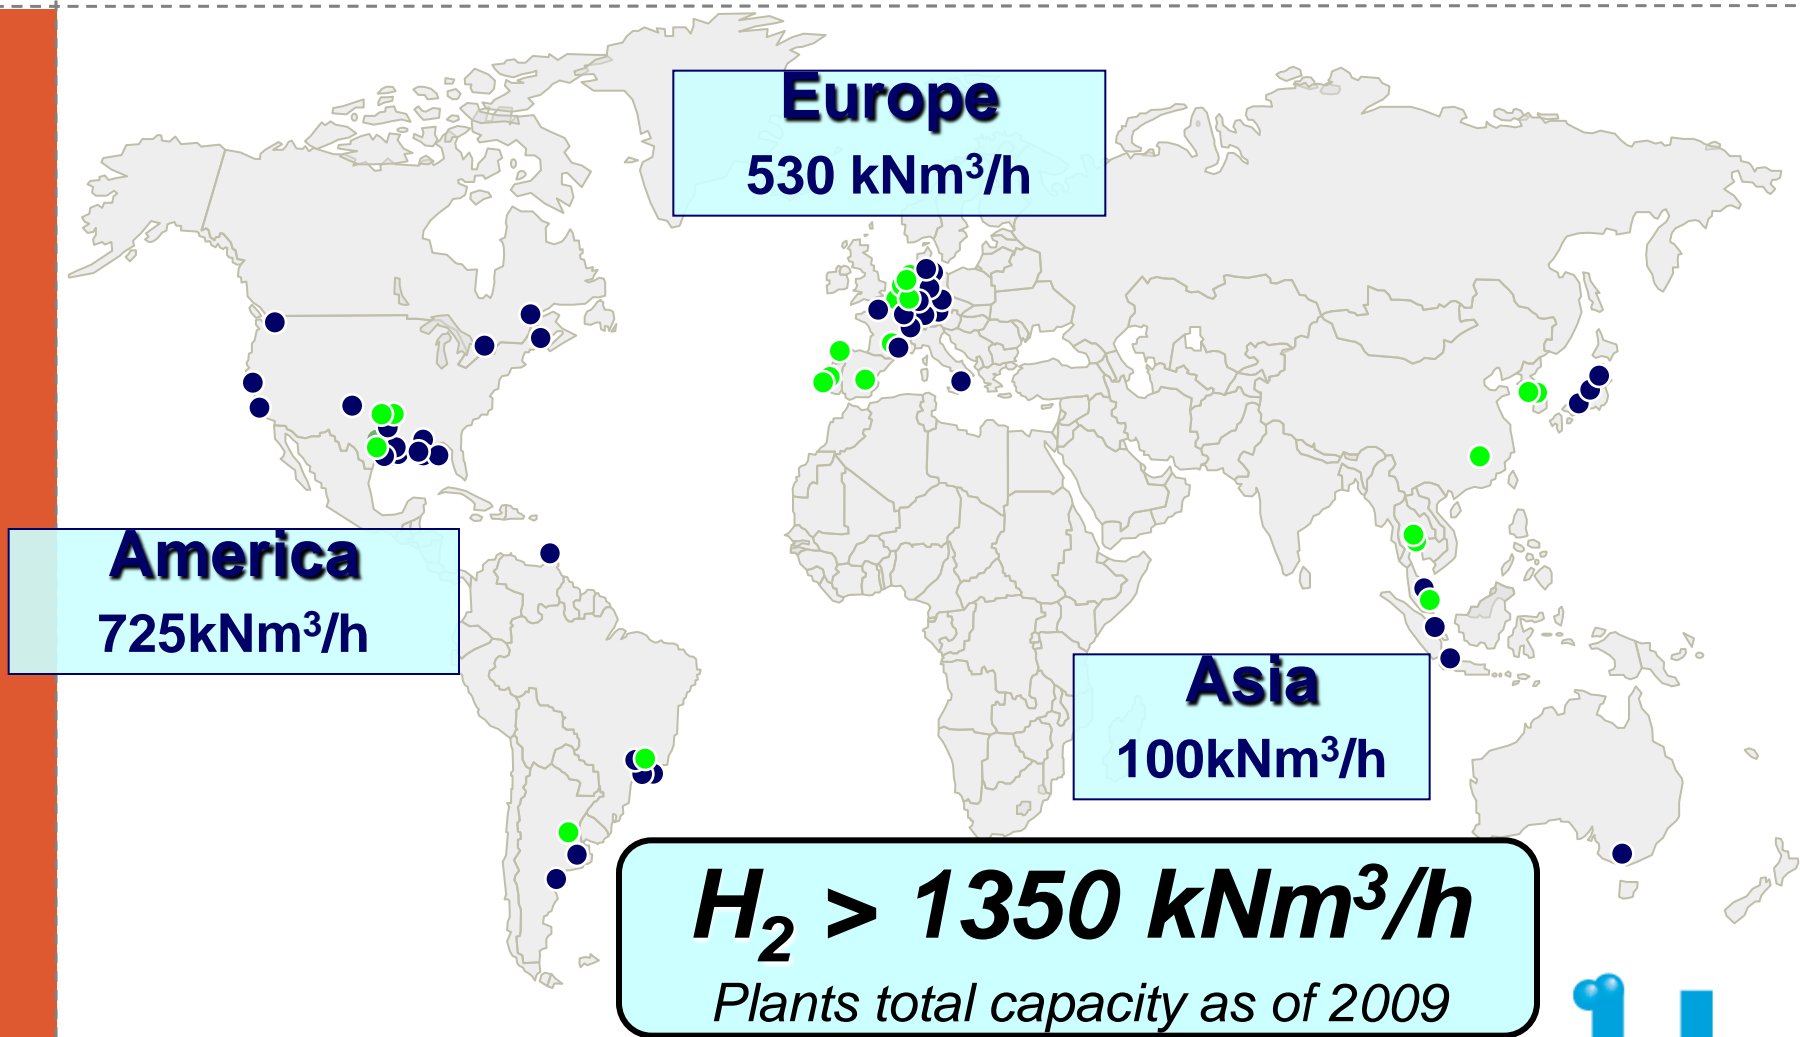 Europe
530 kNm³/h
America
725kNm³/h
Asia
100kNm³/h
H₂ > 1350 kNm³/h
Plants total capacity as of 2009